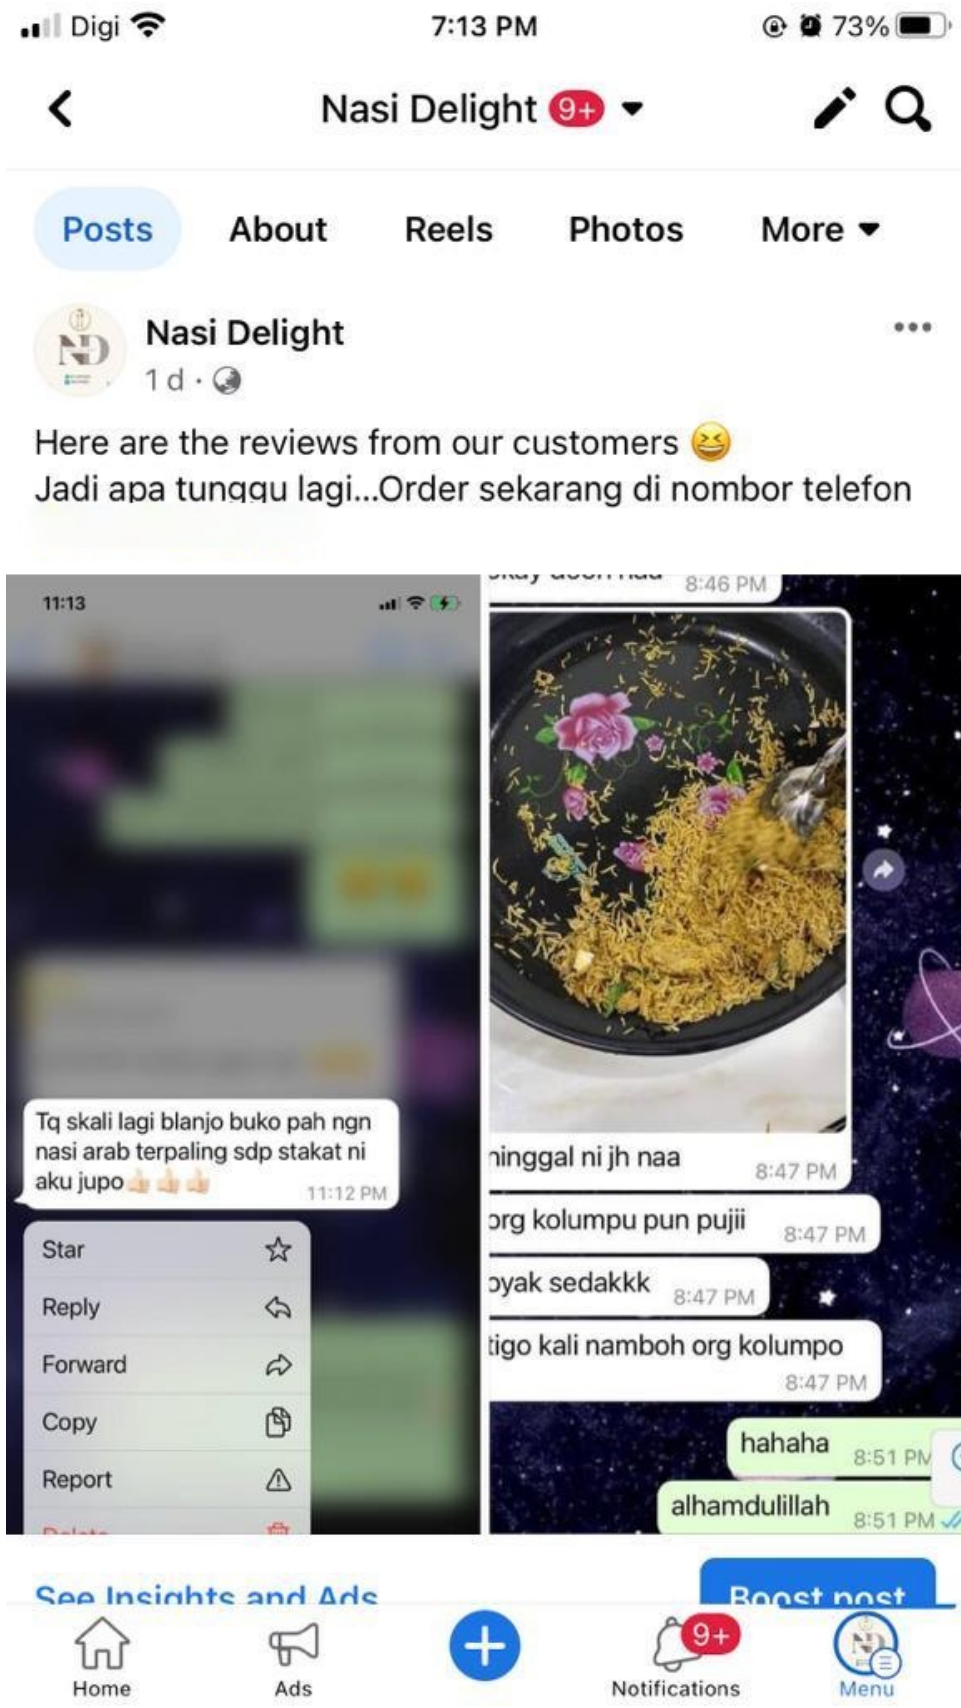 Digi
7:13 PM
73%
Nasi Delight 9+
Posts
About
Reels
Photos
More
ND
Nasi Delight
1 d ·
Here are the reviews from our customers 😆
Jadi apa tunggu lagi...Order sekarang di nombor telefon
11:13
Tq skali lagi blanjo buko pah ngn
nasi arab terpaling sdp stakat ni
aku jupo👍🏻👍🏻👍🏻
11:12 PM
Star
Reply
Forward
Copy
Report
Delete
8:46 PM
ninggal ni jh naa
8:47 PM
org kolumpu pun pujii
8:47 PM
oyak sedakkk
8:47 PM
tigo kali namboh org kolumpo
8:47 PM
hahaha
8:51 PM
alhamdulillah
8:51 PM
See Insights and Ads
Boost post
Home
Ads
9+
Notifications
Menu